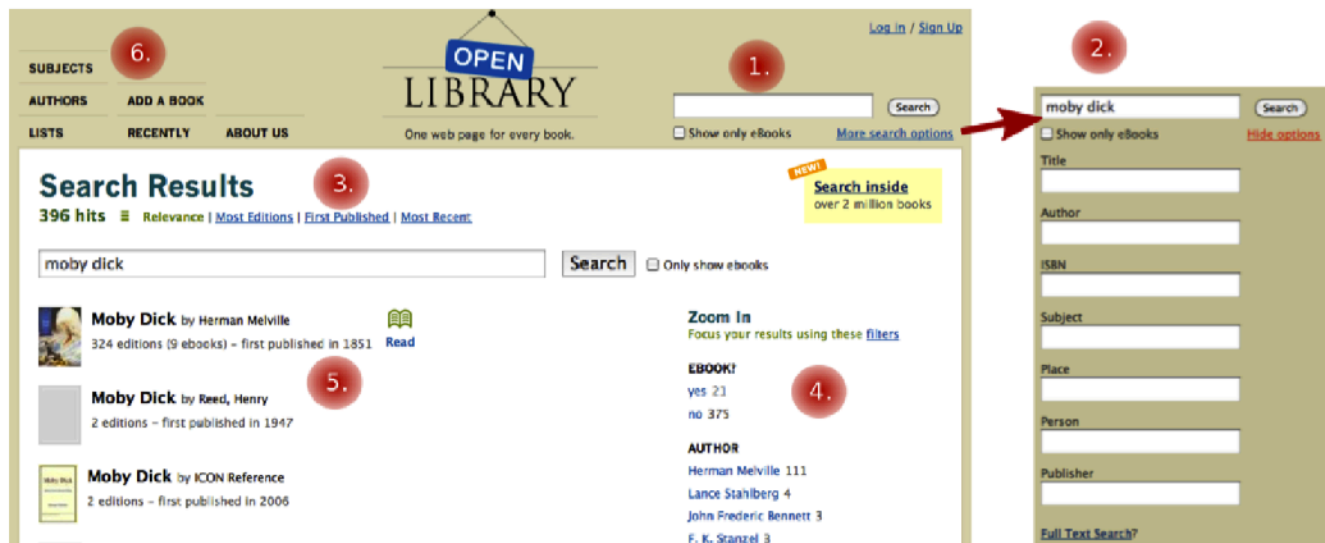 Log in / Sign Up
6.
1.
2.
SUBJECTS
AUTHORS ADD A BOOK
LISTS RECENTLY ABOUT US
OPEN
LIBRARY
One web page for every book.
Search
Show only eBooks More search options
moby dick Search
Show only eBooks Hide options
Title
Author
ISBN
Subject
Place
Person
Publisher
Full Text Search?
Search Results
3.
396 hits Relevance | Most Editions | First Published | Most Recent
NEW!
Search inside
over 2 million books
moby dick Search Only show ebooks
Moby Dick by Herman Melville
324 editions (9 ebooks) – first published in 1851
Read
5.
Moby Dick by Reed, Henry
2 editions – first published in 1947
Moby Dick by ICON Reference
2 editions – first published in 2006
Zoom In
Focus your results using these filters
EBOOK?
yes 21
no 375
4.
AUTHOR
Herman Melville 111
Lance Stahlberg 4
John Frederic Bennett 3
F. K. Stanzel 3